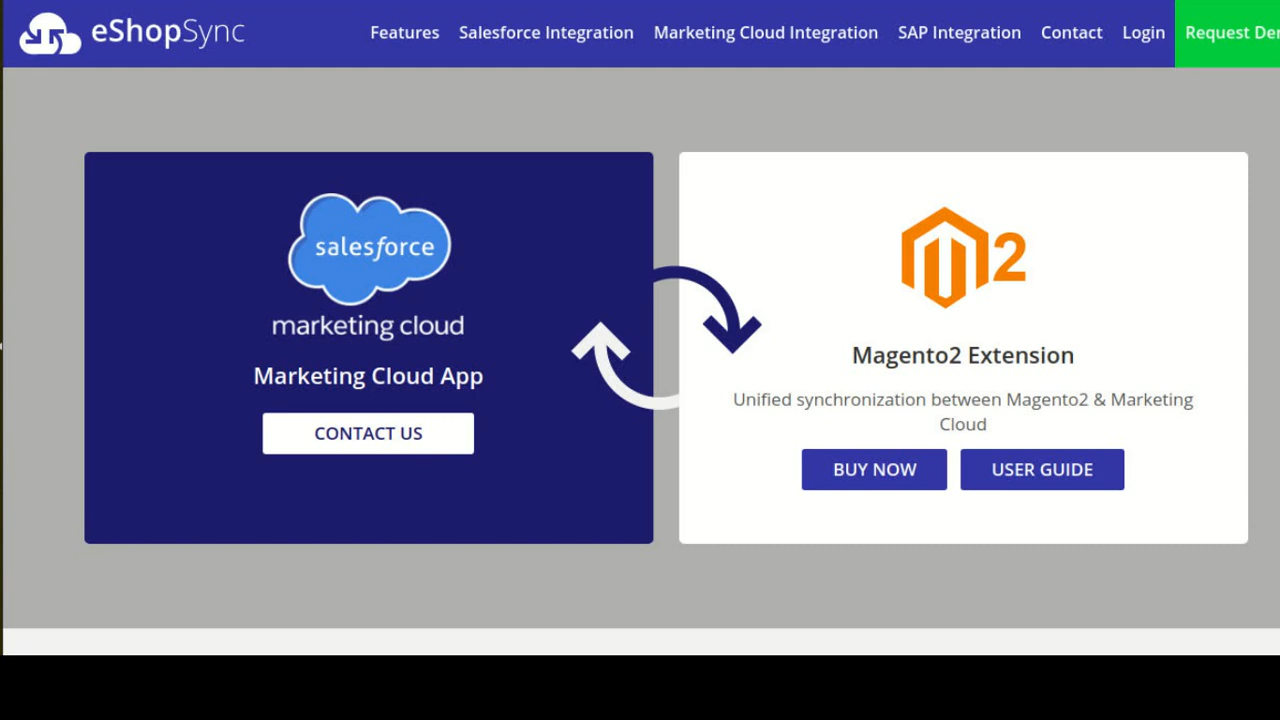 eShopSync
Features
Salesforce Integration
Marketing Cloud Integration
SAP Integration
Contact
Login
Request
salesforce
marketing cloud
Marketing Cloud App
CONTACT US
2
Magento2 Extension
Unified synchronization between Magento2 & Marketing
Cloud
BUY NOW
USER GUIDE